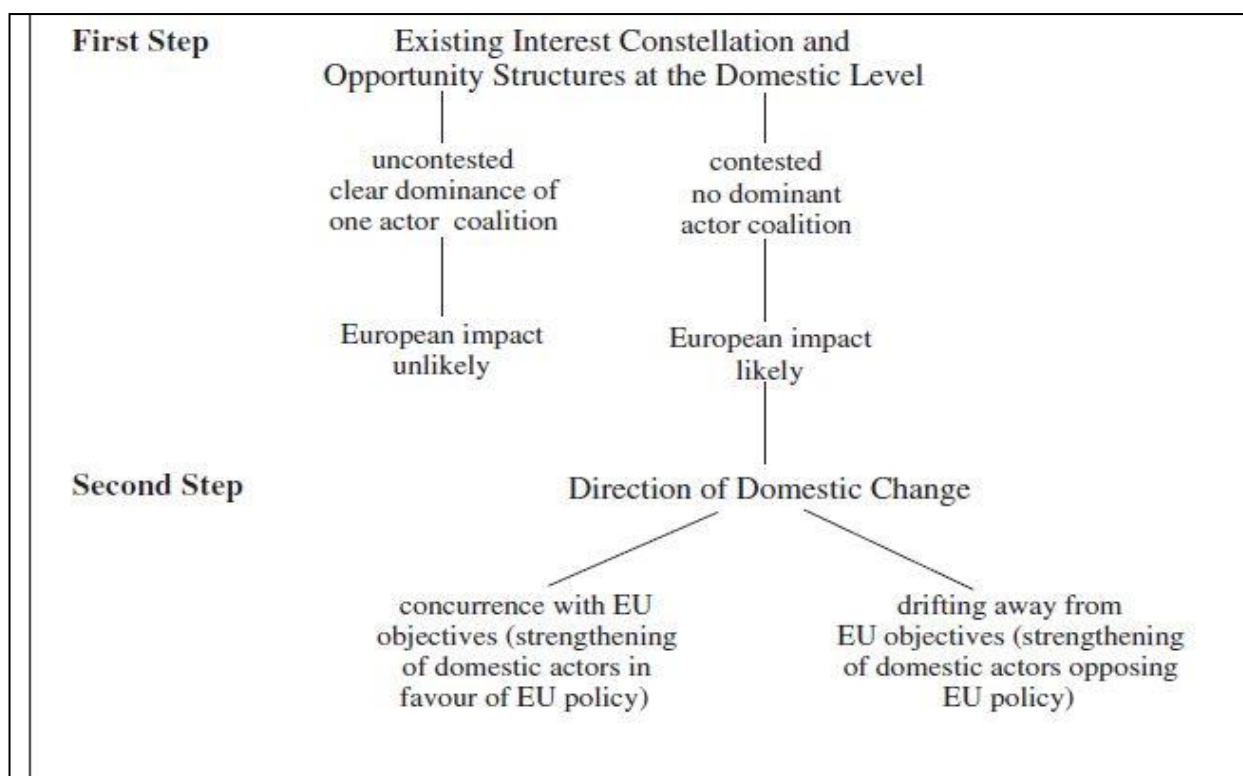 First Step
Existing Interest Constellation and
Opportunity Structures at the Domestic Level
uncontested
clear dominance of
one actor coalition
contested
no dominant
actor coalition
European impact
unlikely
European impact
likely
Second Step
Direction of Domestic Change
concurrence with EU
objectives (strengthening
of domestic actors in
favour of EU policy)
drifting away from
EU objectives (strengthening
of domestic actors opposing
EU policy)